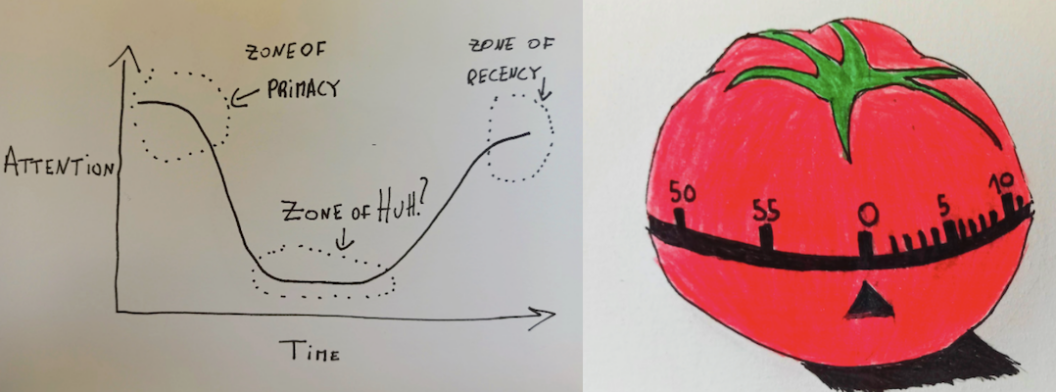 ZONE OF
PRIMACY
ZONE OF
RECENCY
ATTENTION
ZONE OF HUH?
TIME
50
55
0
5
10